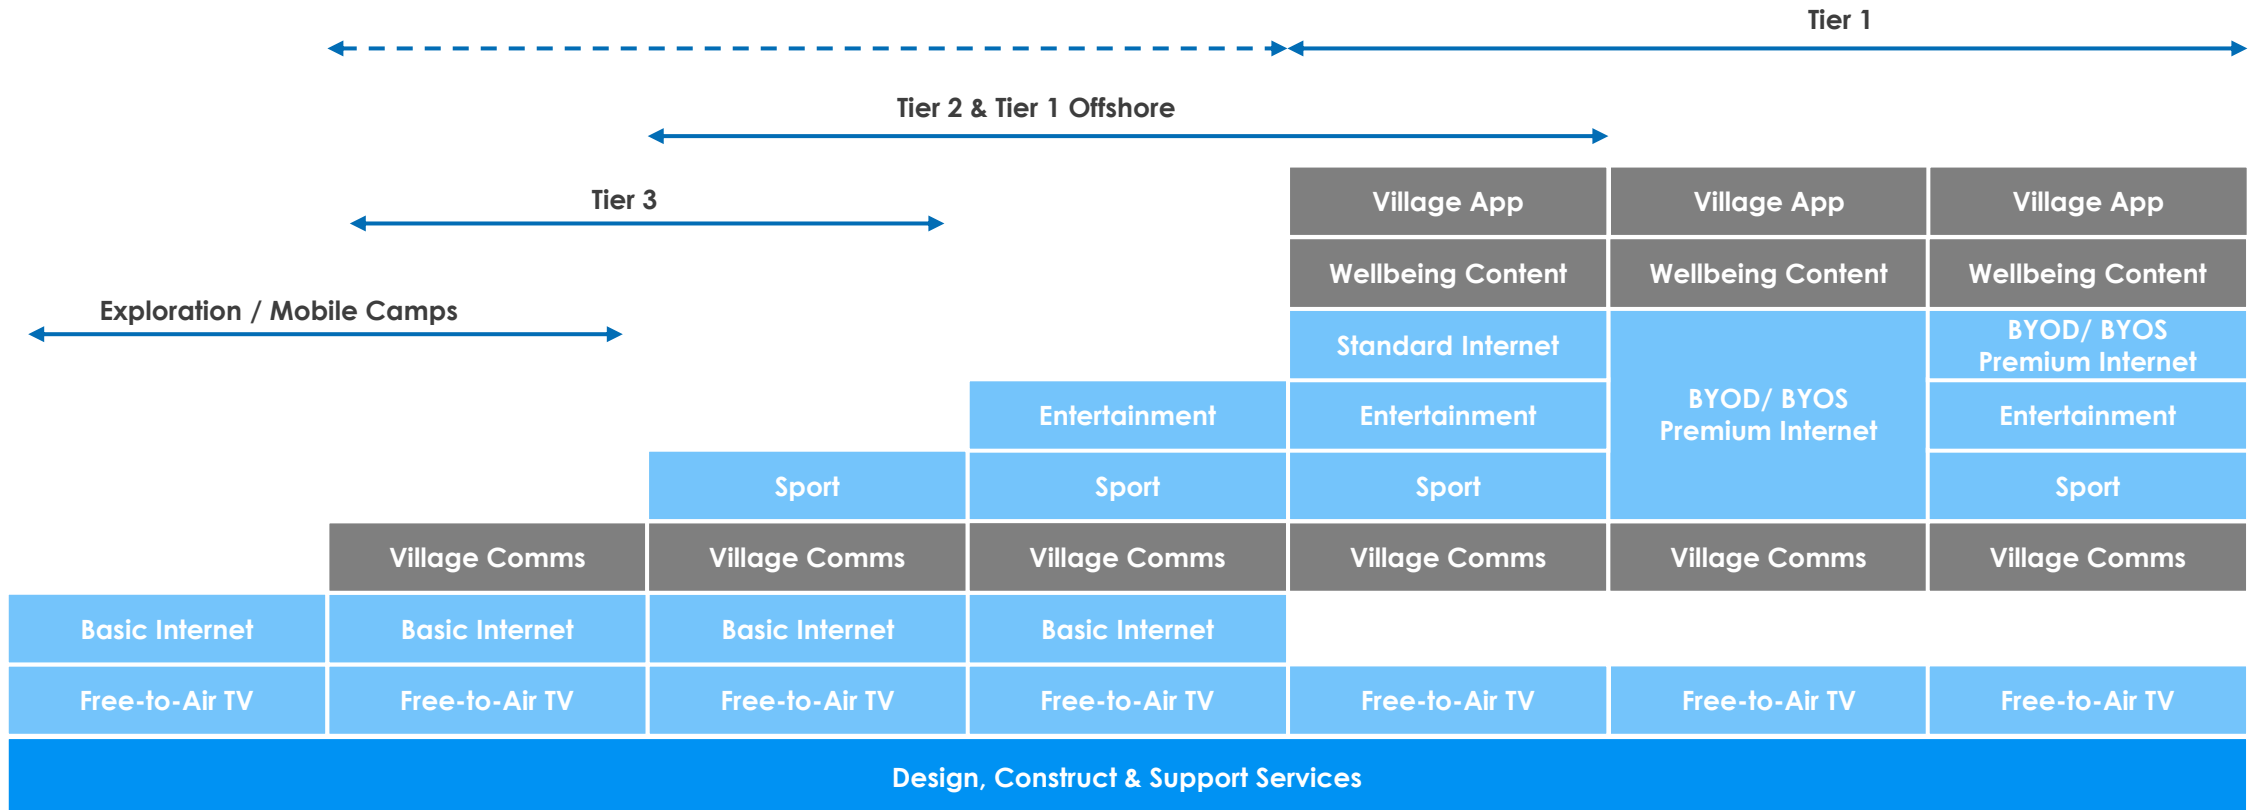 Tier 1
Tier 2 & Tier 1 Offshore
Tier 3
Exploration / Mobile Camps
Village App
Village App
Village App
Wellbeing Content
Wellbeing Content
Wellbeing Content
Standard Internet
BYOD/ BYOS
Premium Internet
BYOD/ BYOS
Premium Internet
Entertainment
Entertainment
Entertainment
Sport
Sport
Sport
Sport
Village Comms
Village Comms
Village Comms
Village Comms
Village Comms
Village Comms
Basic Internet
Basic Internet
Basic Internet
Basic Internet
Free-to-Air TV
Free-to-Air TV
Free-to-Air TV
Free-to-Air TV
Free-to-Air TV
Free-to-Air TV
Free-to-Air TV
Design, Construct & Support Services